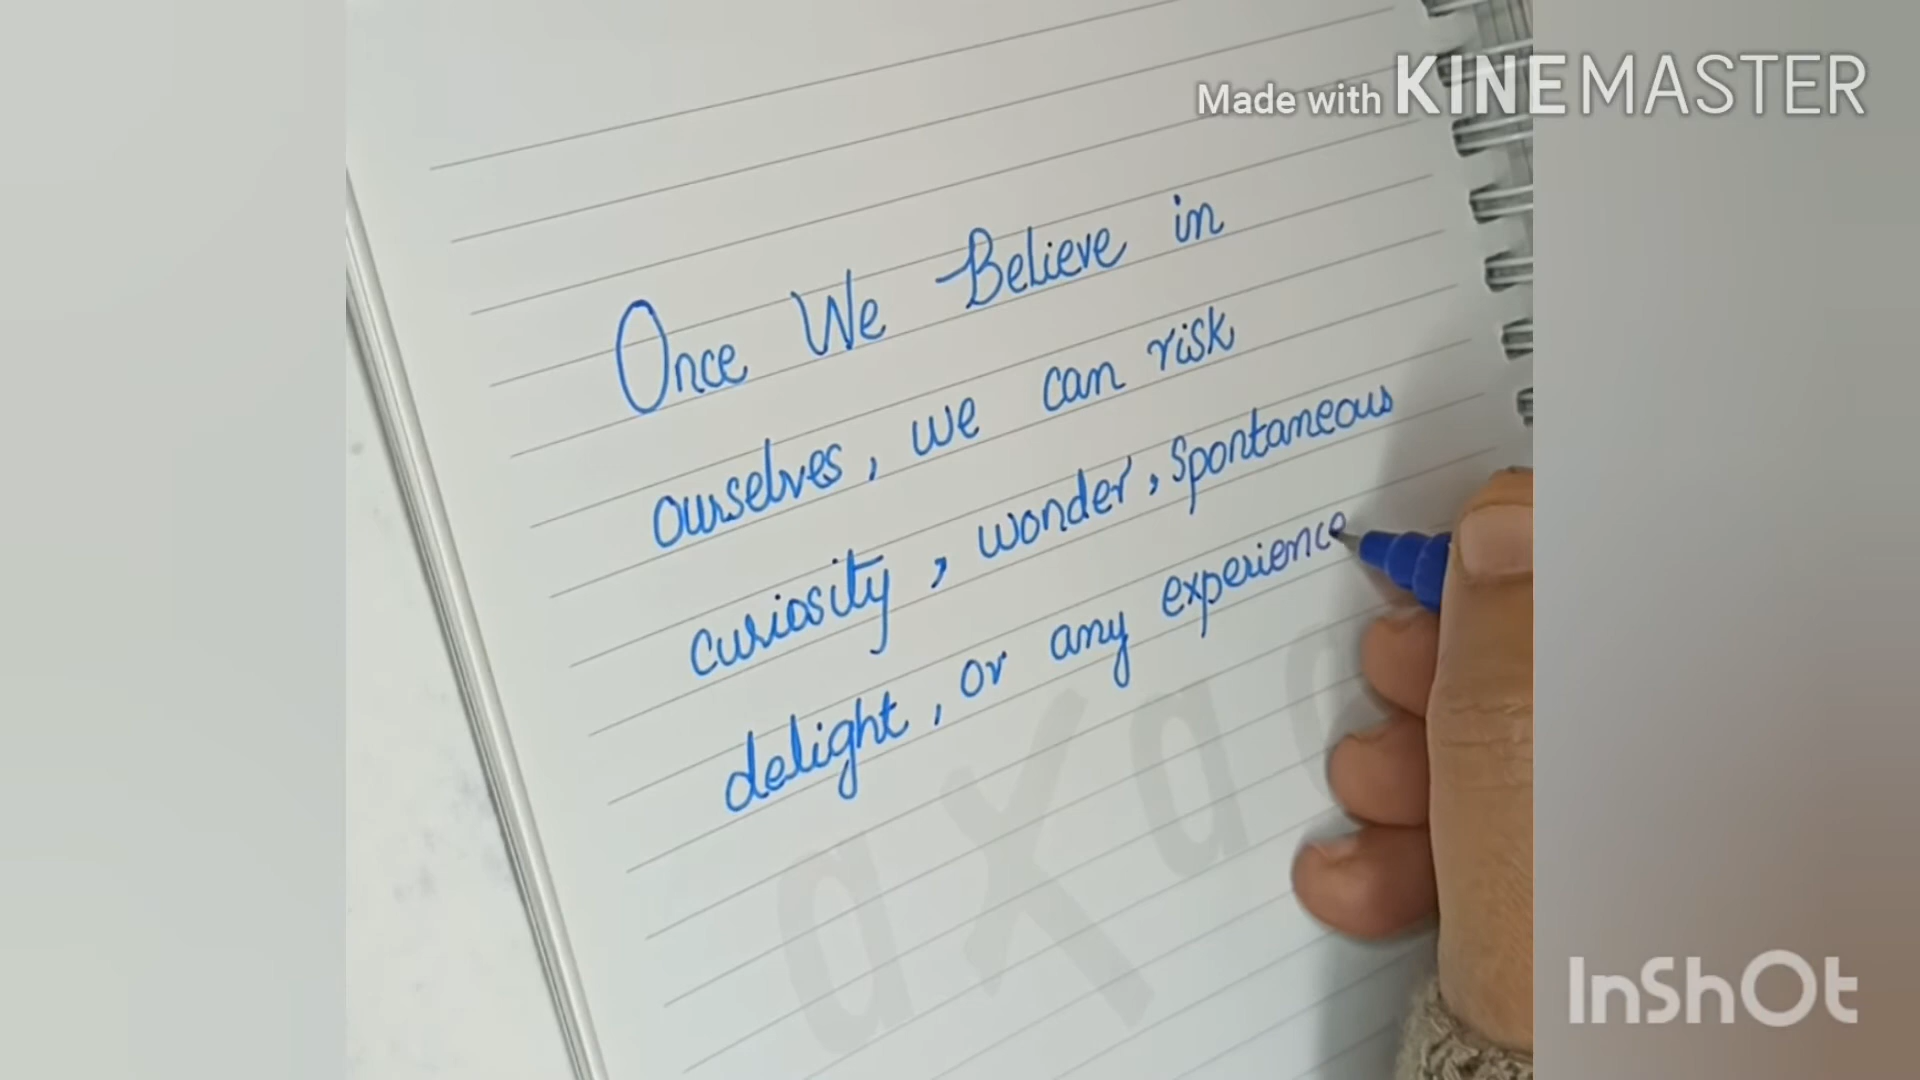 Made with KINEMASTER
Once We Believe in
ourselves, we can risk
curiosity, wonder, spontaneous
delight, or any experience
InShOt